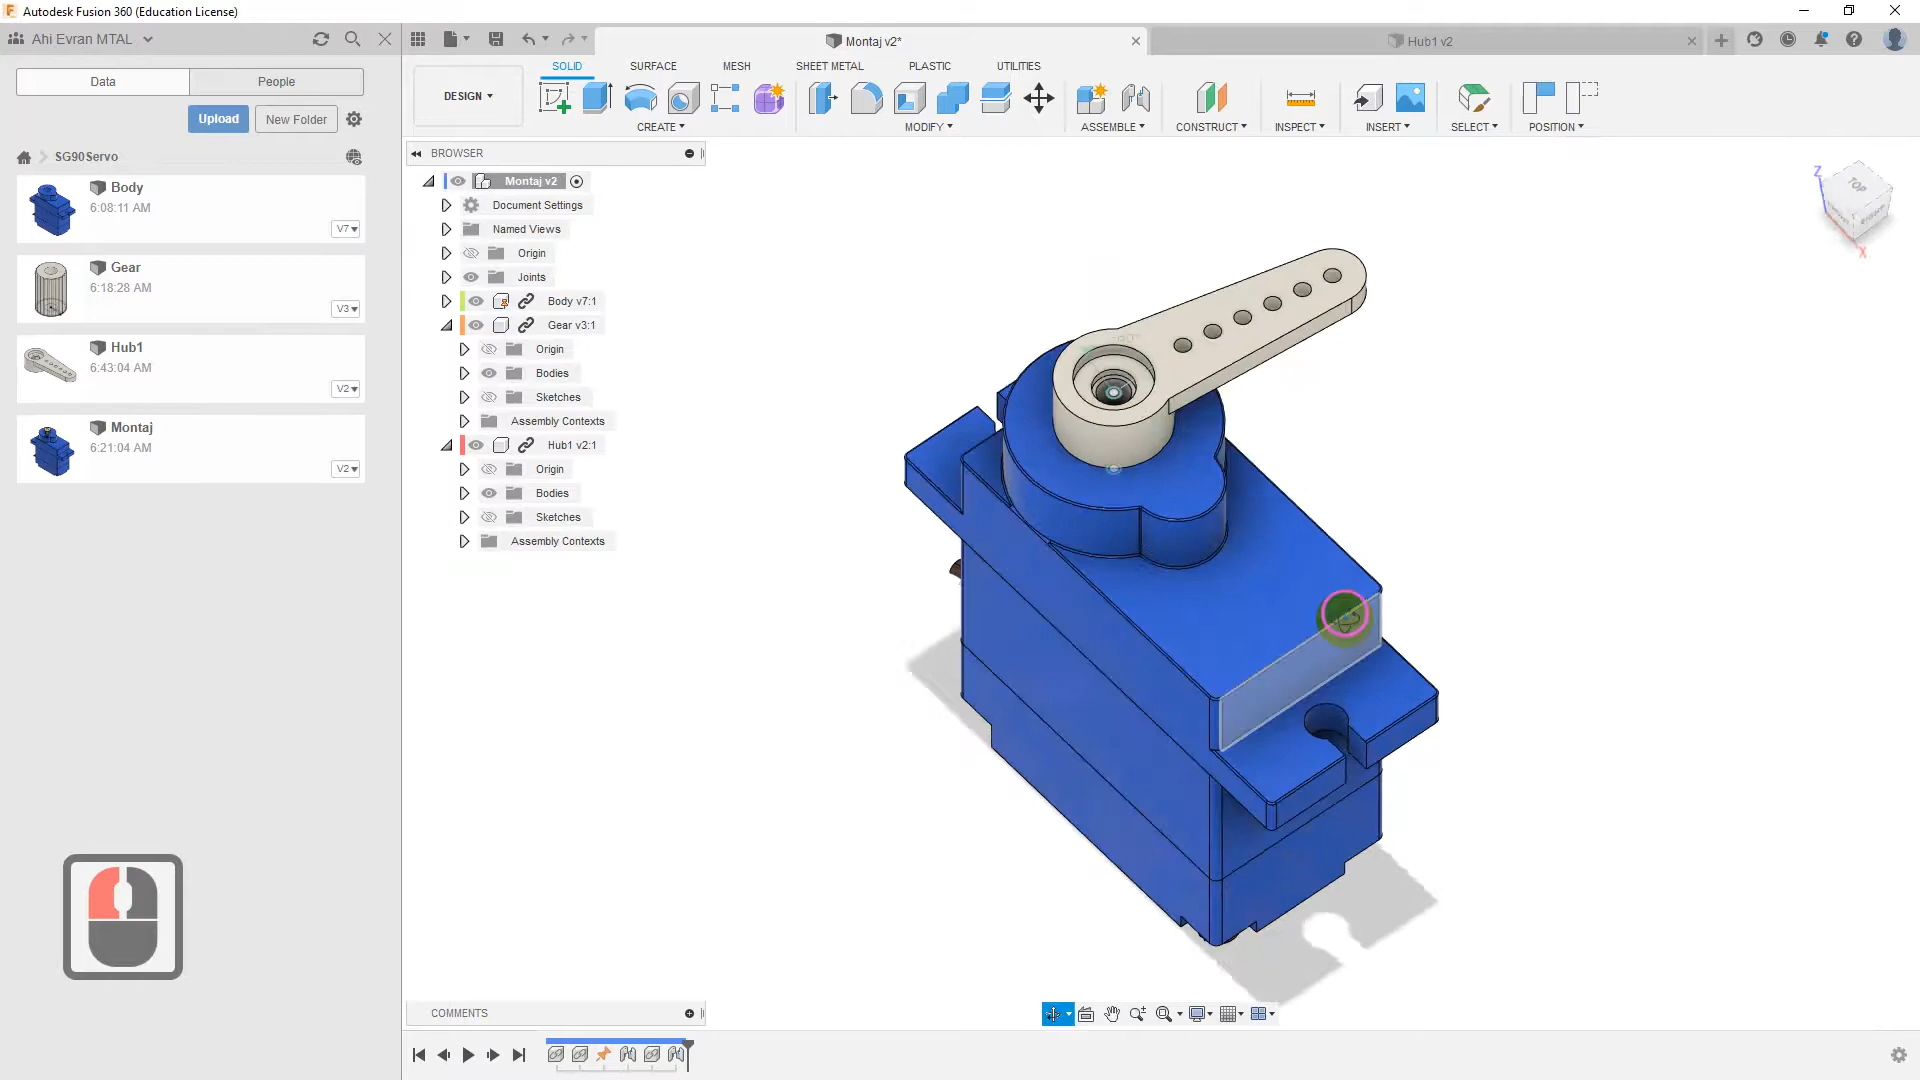 Autodesk Fusion 360 (Education License)
Ahi Evran MTAL
Montaj v2*
Hub1 v2
Data
People
Upload
New Folder
SG90Servo
Body
6:08:11 AM
V7
Gear
6:18:28 AM
V3
Hub1
6:43:04 AM
V2
Montaj
6:21:04 AM
V2
DESIGN
SOLID
SURFACE
MESH
SHEET METAL
PLASTIC
UTILITIES
CREATE
MODIFY
ASSEMBLE
CONSTRUCT
INSPECT
INSERT
SELECT
POSITION
BROWSER
Montaj v2
Document Settings
Named Views
Origin
Joints
Body v7:1
Gear v3:1
Origin
Bodies
Sketches
Assembly Contexts
Hub1 v2:1
Origin
Bodies
Sketches
Assembly Contexts
Z
TOP
RIGHT
X
COMMENTS